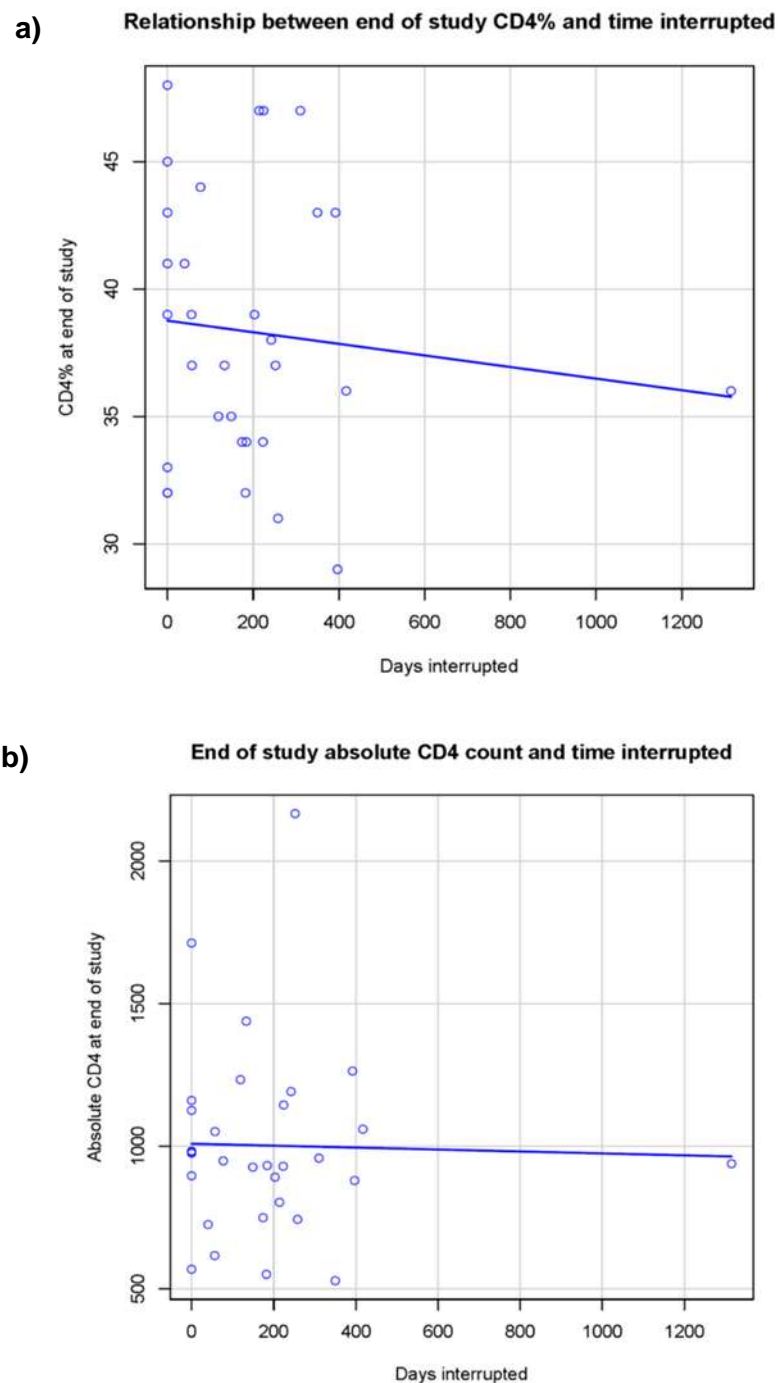 a)
Relationship between end of study CD4% and time interrupted
45
40
35
30
CD4% at end of study
0 200 400 600 800 1000 1200
Days interrupted
b)
End of study absolute CD4 count and time interrupted
2000
1500
1000
500
Absolute CD4 at end of study
0 200 400 600 800 1000 1200
Days interrupted